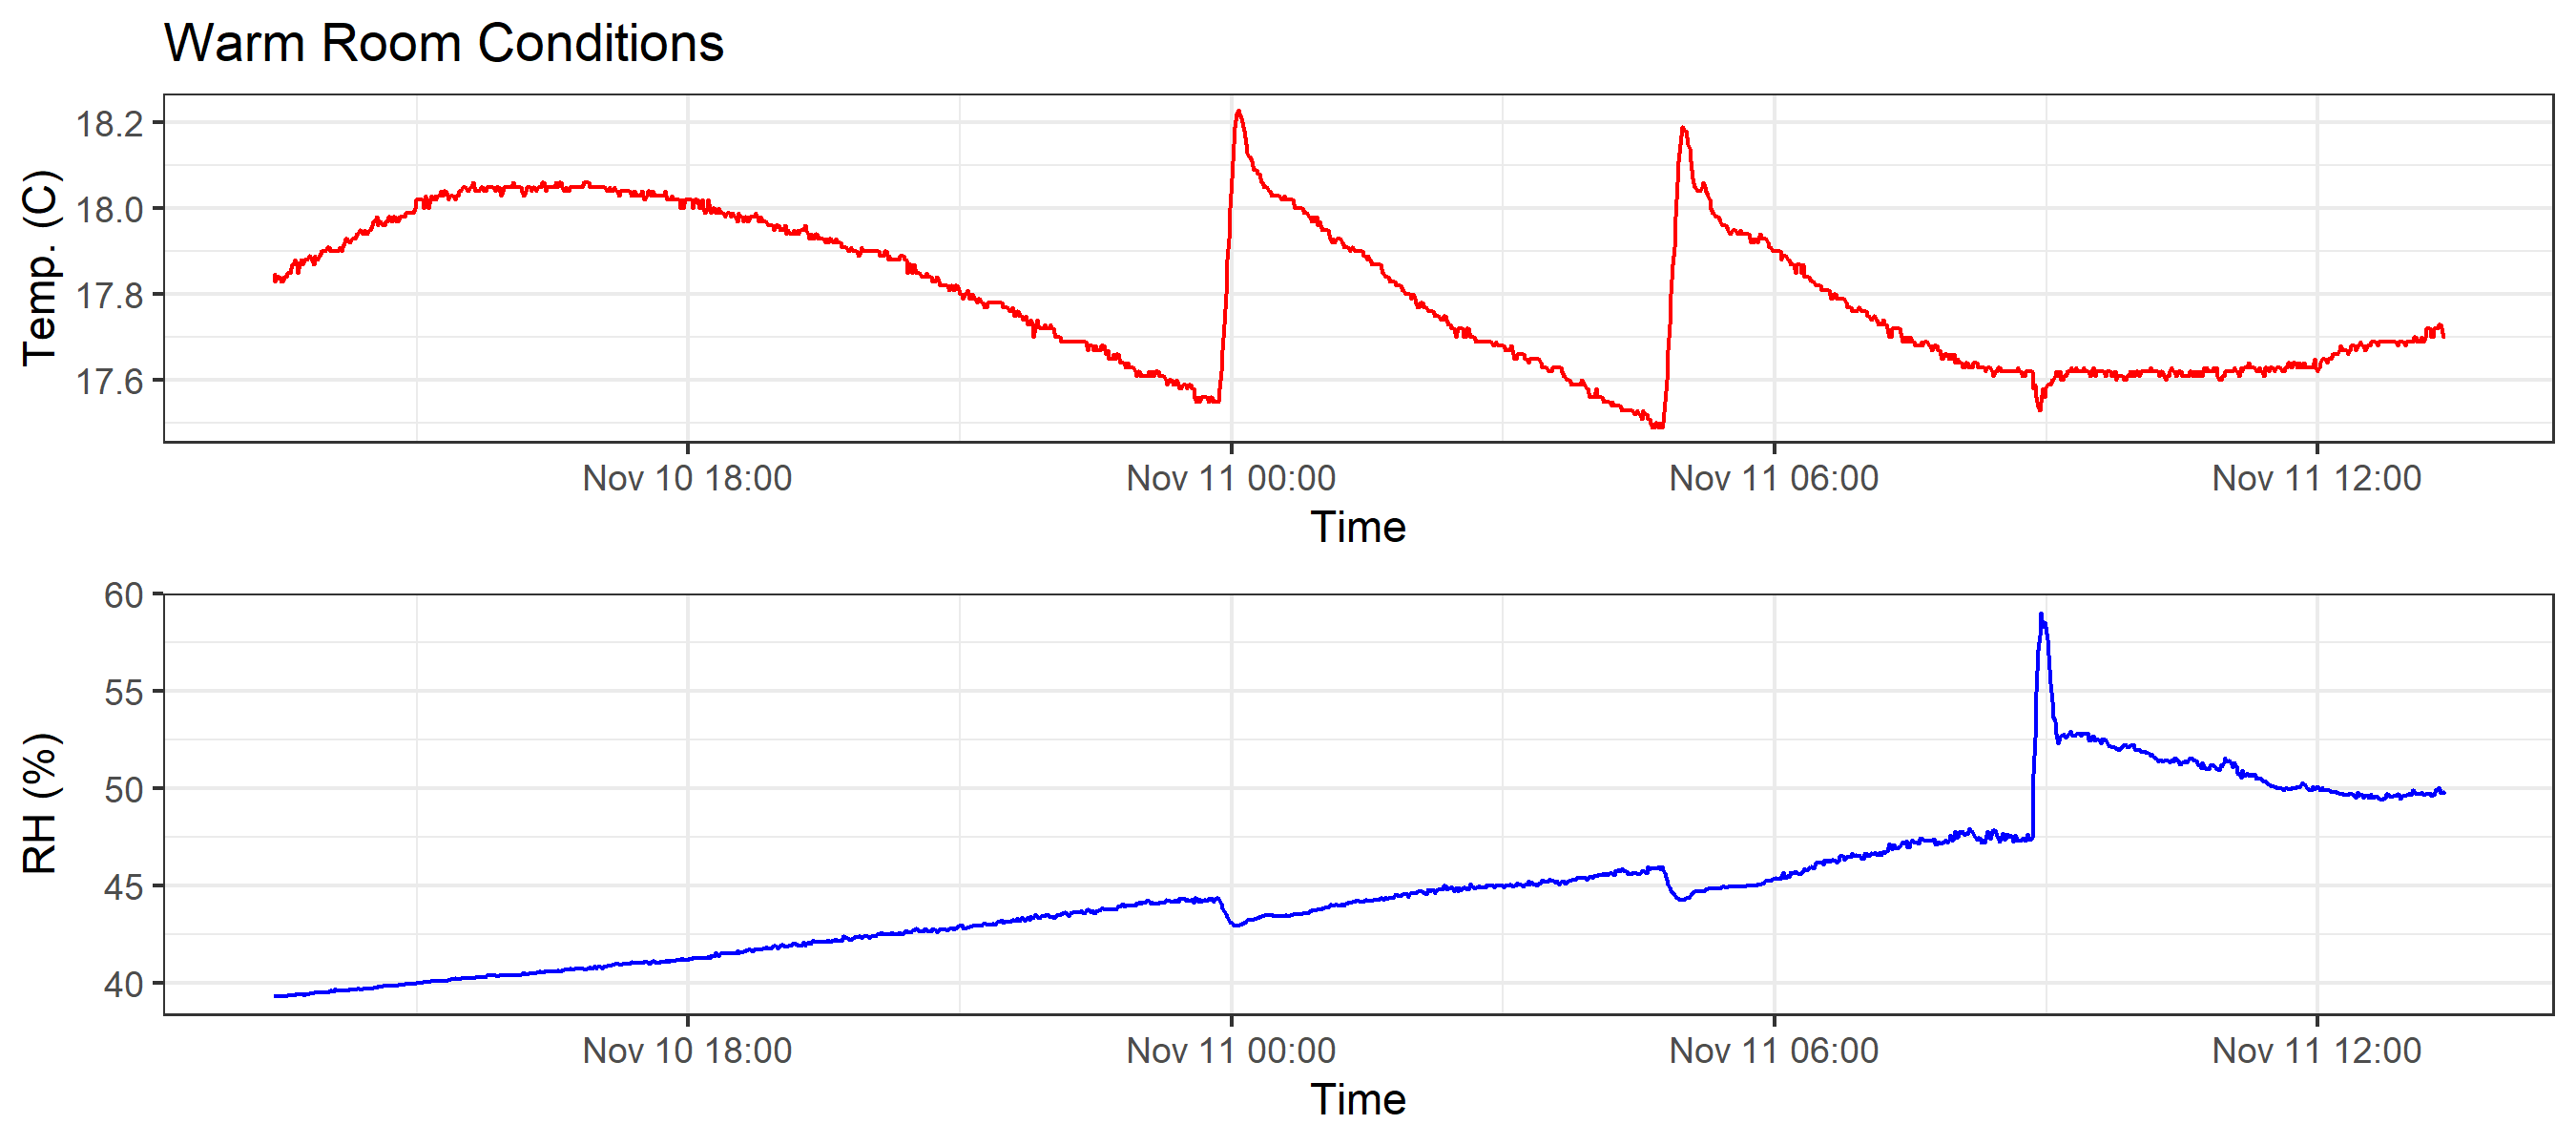 Warm Room Conditions
Temp. (C)
18.2
18.0
17.8
17.6
Nov 10 18:00 Nov 11 00:00 Nov 11 06:00 Nov 11 12:00
Time
RH (%)
60
55
50
45
40
Nov 10 18:00 Nov 11 00:00 Nov 11 06:00 Nov 11 12:00
Time